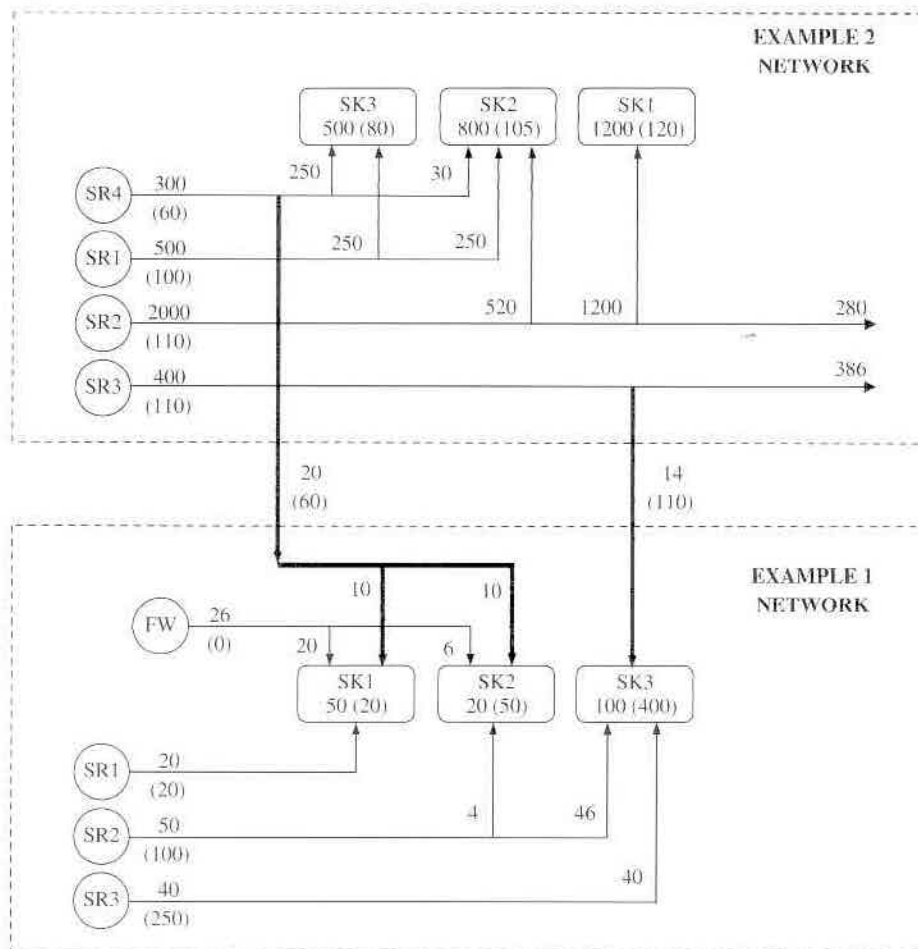 EXAMPLE 2
NETWORK
SK3
500 (80)
SK2
800 (105)
SK1
1200 (120)
250
30
SR4
300
(60)
250
250
SR1
500
(100)
520
1200
280
SR2
2000
(110)
386
SR3
400
(110)
20
(60)
14
(110)
EXAMPLE 1
NETWORK
10
10
FW
26
(0)
20
6
SK1
50 (20)
SK2
20 (50)
SK3
100 (400)
SR1
20
(20)
4
46
SR2
50
(100)
40
SR3
40
(250)